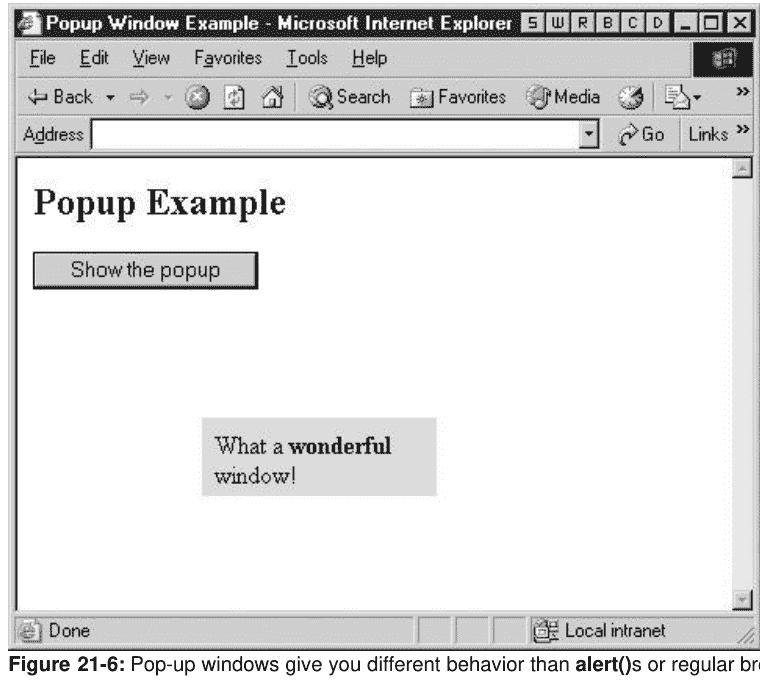 Popup Window Example - Microsoft Internet Explorer S W R B C D
File Edit View Favorites Tools Help
Back Search Favorites Media »
Address Go Links »
Popup Example
Show the popup
What a wonderful
window!
Done Local intranet
Figure 21-6: Pop-up windows give you different behavior than alert()s or regular bro